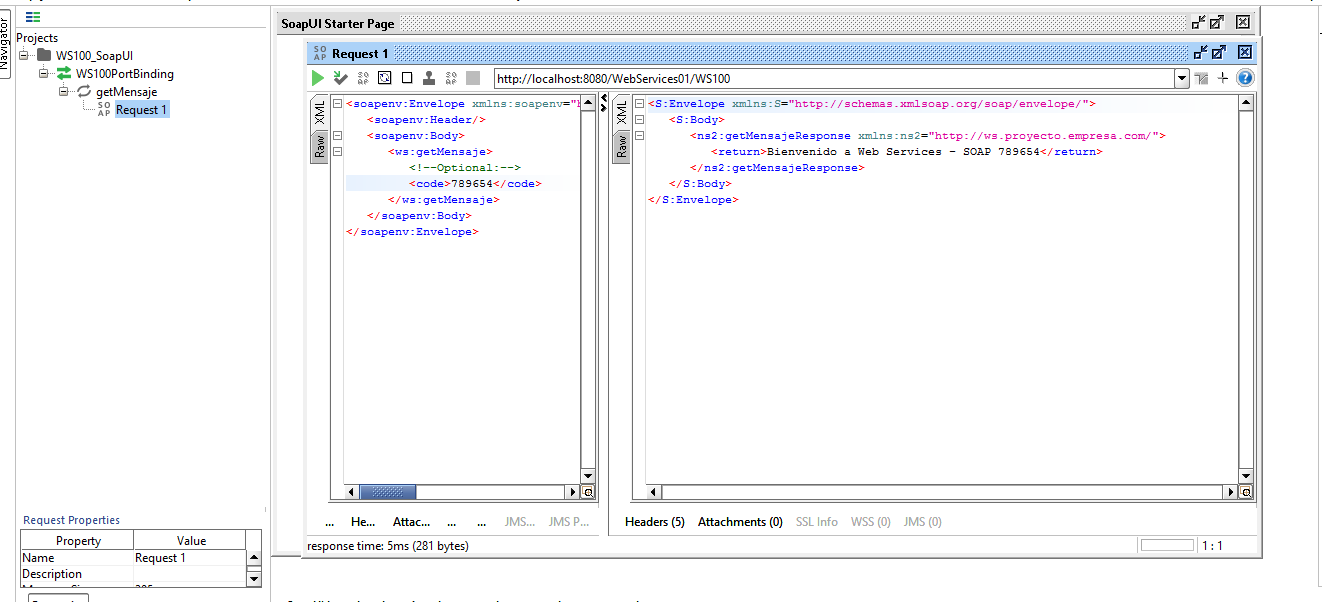 Navigator
Projects
WS100_SoapUI
WS100PortBinding
getMensaje
SOAP Request 1
Request Properties
Property Value
Name Request 1
Description
SoapUI Starter Page
SOAP Request 1
http://localhost:8080/WebServices01/WS100
XML
Raw
<soapenv:Envelope xmlns:soapenv="
<soapenv:Header/>
<soapenv:Body>
<ws:getMensaje>
<!--Optional:-->
<code>789654</code>
</ws:getMensaje>
</soapenv:Body>
</soapenv:Envelope>
XML
Raw
<S:Envelope xmlns:S="http://schemas.xmlsoap.org/soap/envelope/">
<S:Body>
<ns2:getMensajeResponse xmlns:ns2="http://ws.proyecto.empresa.com/">
<return>Bienvenido a Web Services - SOAP 789654</return>
</ns2:getMensajeResponse>
</S:Body>
</S:Envelope>
... He... Attac... ... ... JMS... JMS P...
Headers (5) Attachments (0) SSL Info WSS (0) JMS (0)
response time: 5ms (281 bytes)
1 : 1